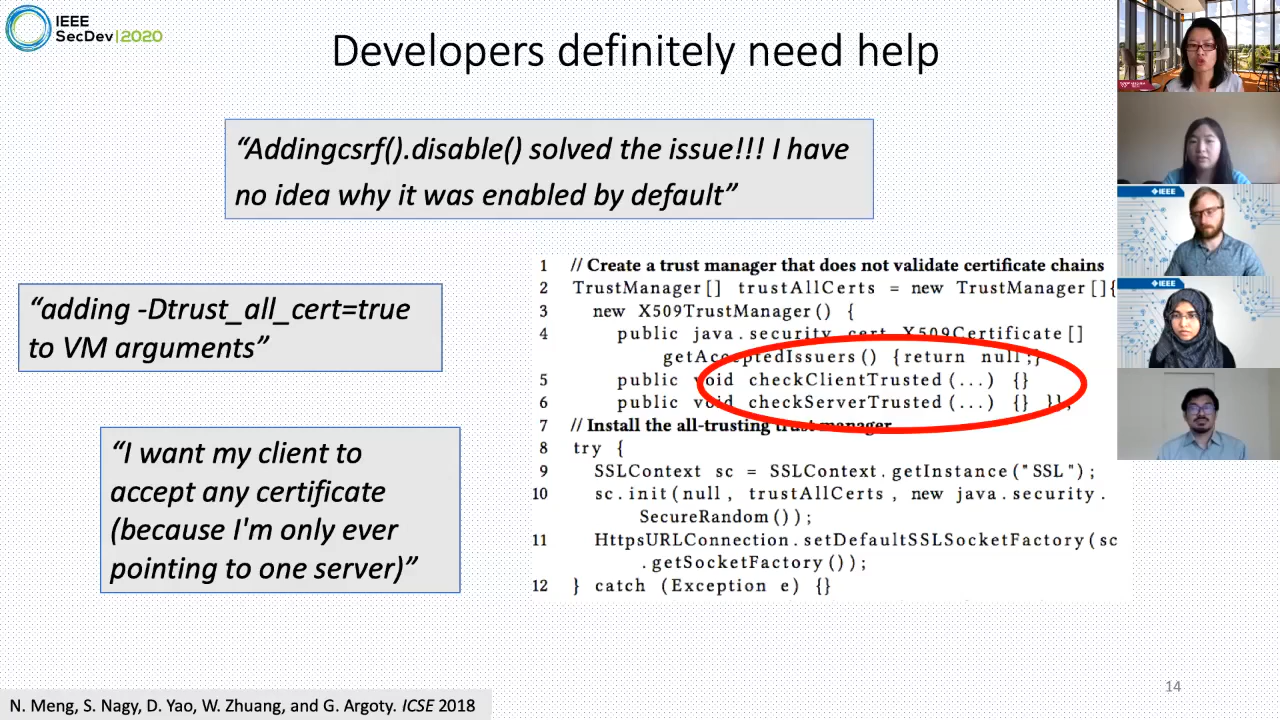 IEEE
SecDev|2020
Developers definitely need help
“Addingcsrf().disable() solved the issue!!! I have
no idea why it was enabled by default”
“adding -Dtrust_all_cert=true
to VM arguments”
“I want my client to
accept any certificate
(because I'm only ever
pointing to one server)”
1 // Create a trust manager that does not validate certificate chains
2 TrustManager[] trustAllCerts = new TrustManager[]{
3 new X509TrustManager() {
4 public java.security.cert.X509Certificate[]
getAcceptedIssuers() {return null;}
5 public void checkClientTrusted(...) {}
6 public void checkServerTrusted(...) {} }};
7 // Install the all-trusting trust manager
8 try {
9 SSLContext sc = SSLContext.getInstance("SSL");
10 sc.init(null, trustAllCerts, new java.security.
SecureRandom());
11 HttpsURLConnection.setDefaultSSLSocketFactory(sc
.getSocketFactory());
12 } catch (Exception e) {}
N. Meng, S. Nagy, D. Yao, W. Zhuang, and G. Argoty. ICSE 2018
14
IEEE
IEEE